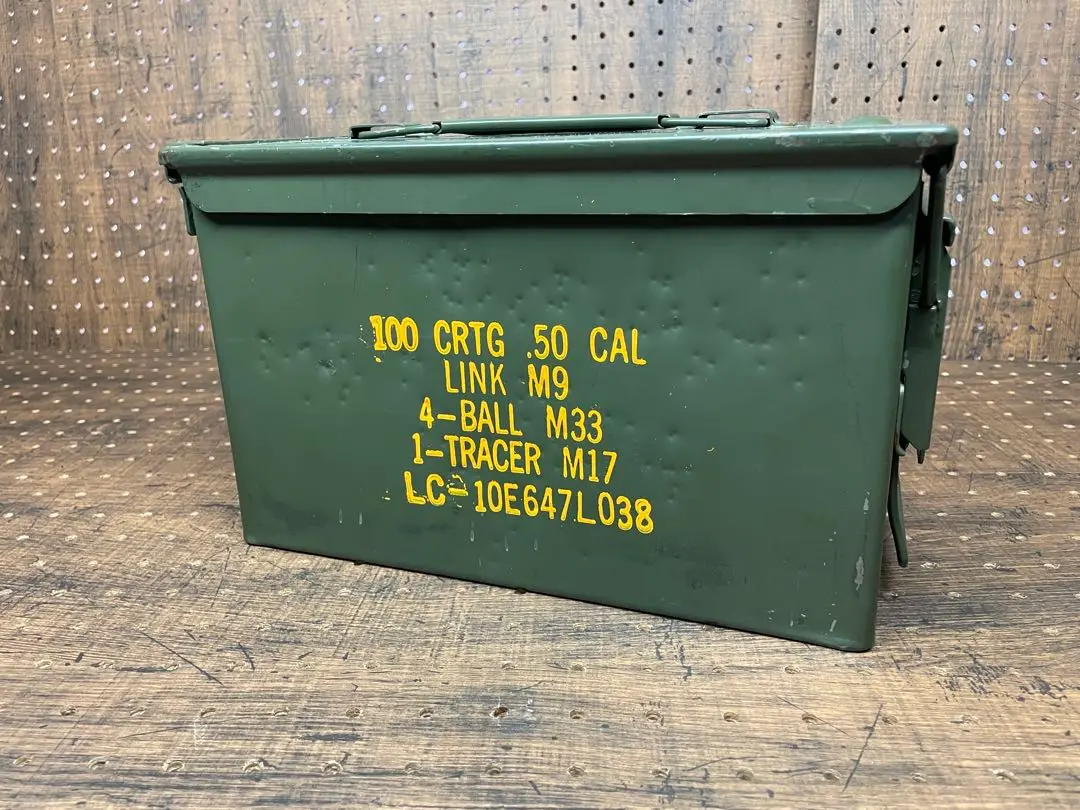 100 CRTG .50 CAL
LINK M9
4-BALL M33
1-TRACER M17
LC-10E647L038